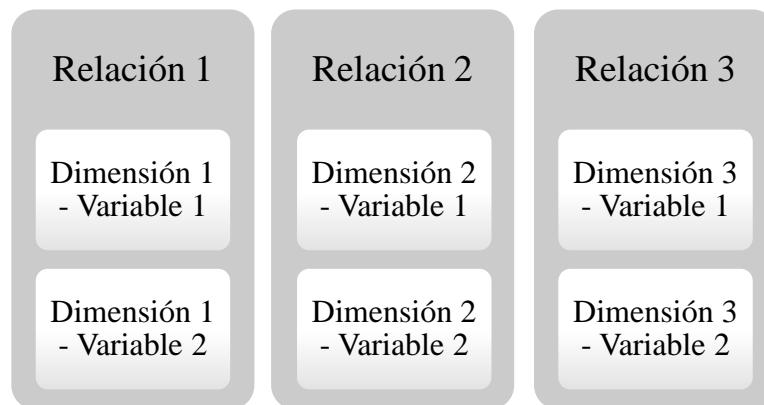 Relación 1
Dimensión 1
- Variable 1
Dimensión 1
- Variable 2
Relación 2
Dimensión 2
- Variable 1
Dimensión 2
- Variable 2
Relación 3
Dimensión 3
- Variable 1
Dimensión 3
- Variable 2